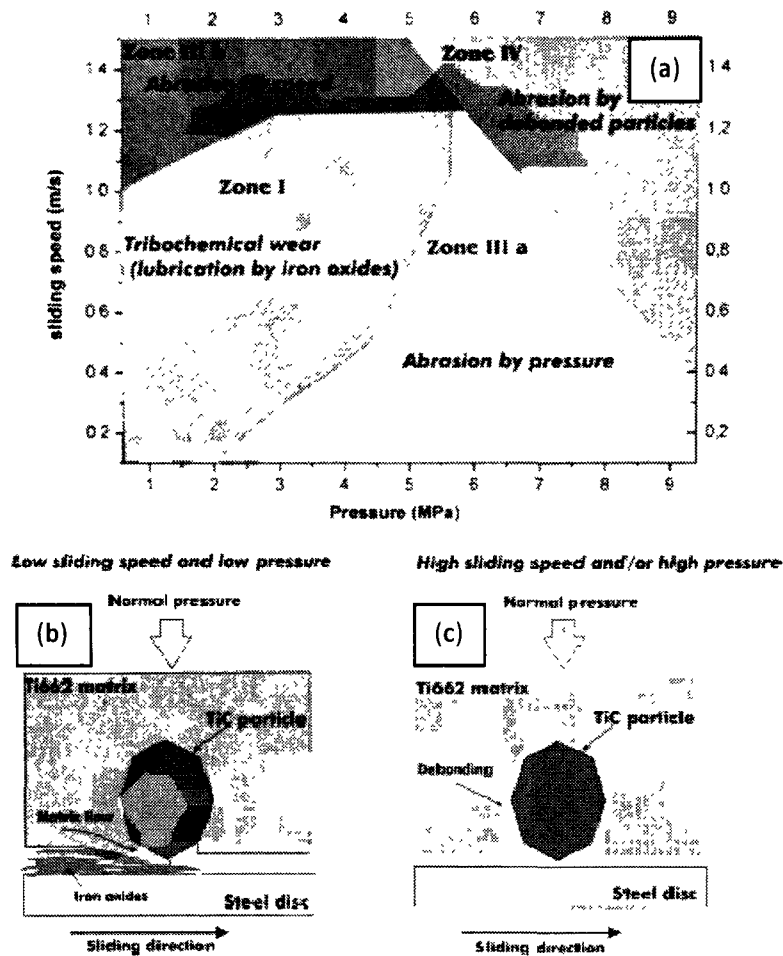 1 2 3 4 5 6 7 8 9
(a)
Zone IV
Abrasion by
debonded particles
Zone I
Tribochemical wear
(lubrication by iron oxides)
Zone III a
Abrasion by pressure
sliding speed (m/s)
1 4
1.2
1 0
0.8
0 6
0 4
0 2
1 4
1,2
1 0
0,8
0 6
0 4
0,2
1 2 3 4 5 6 7 8 9
Pressure (MPa)
Low sliding speed and low pressure
Normal pressure
(b)
Ti662 matrix
TiC particle
Matrix flow
Iron oxides
Steel disc
Sliding direction
High sliding speed and/or high pressure
Normal pressure
(c)
Ti662 matrix
TiC particle
Debonding
Steel disc
Sliding direction